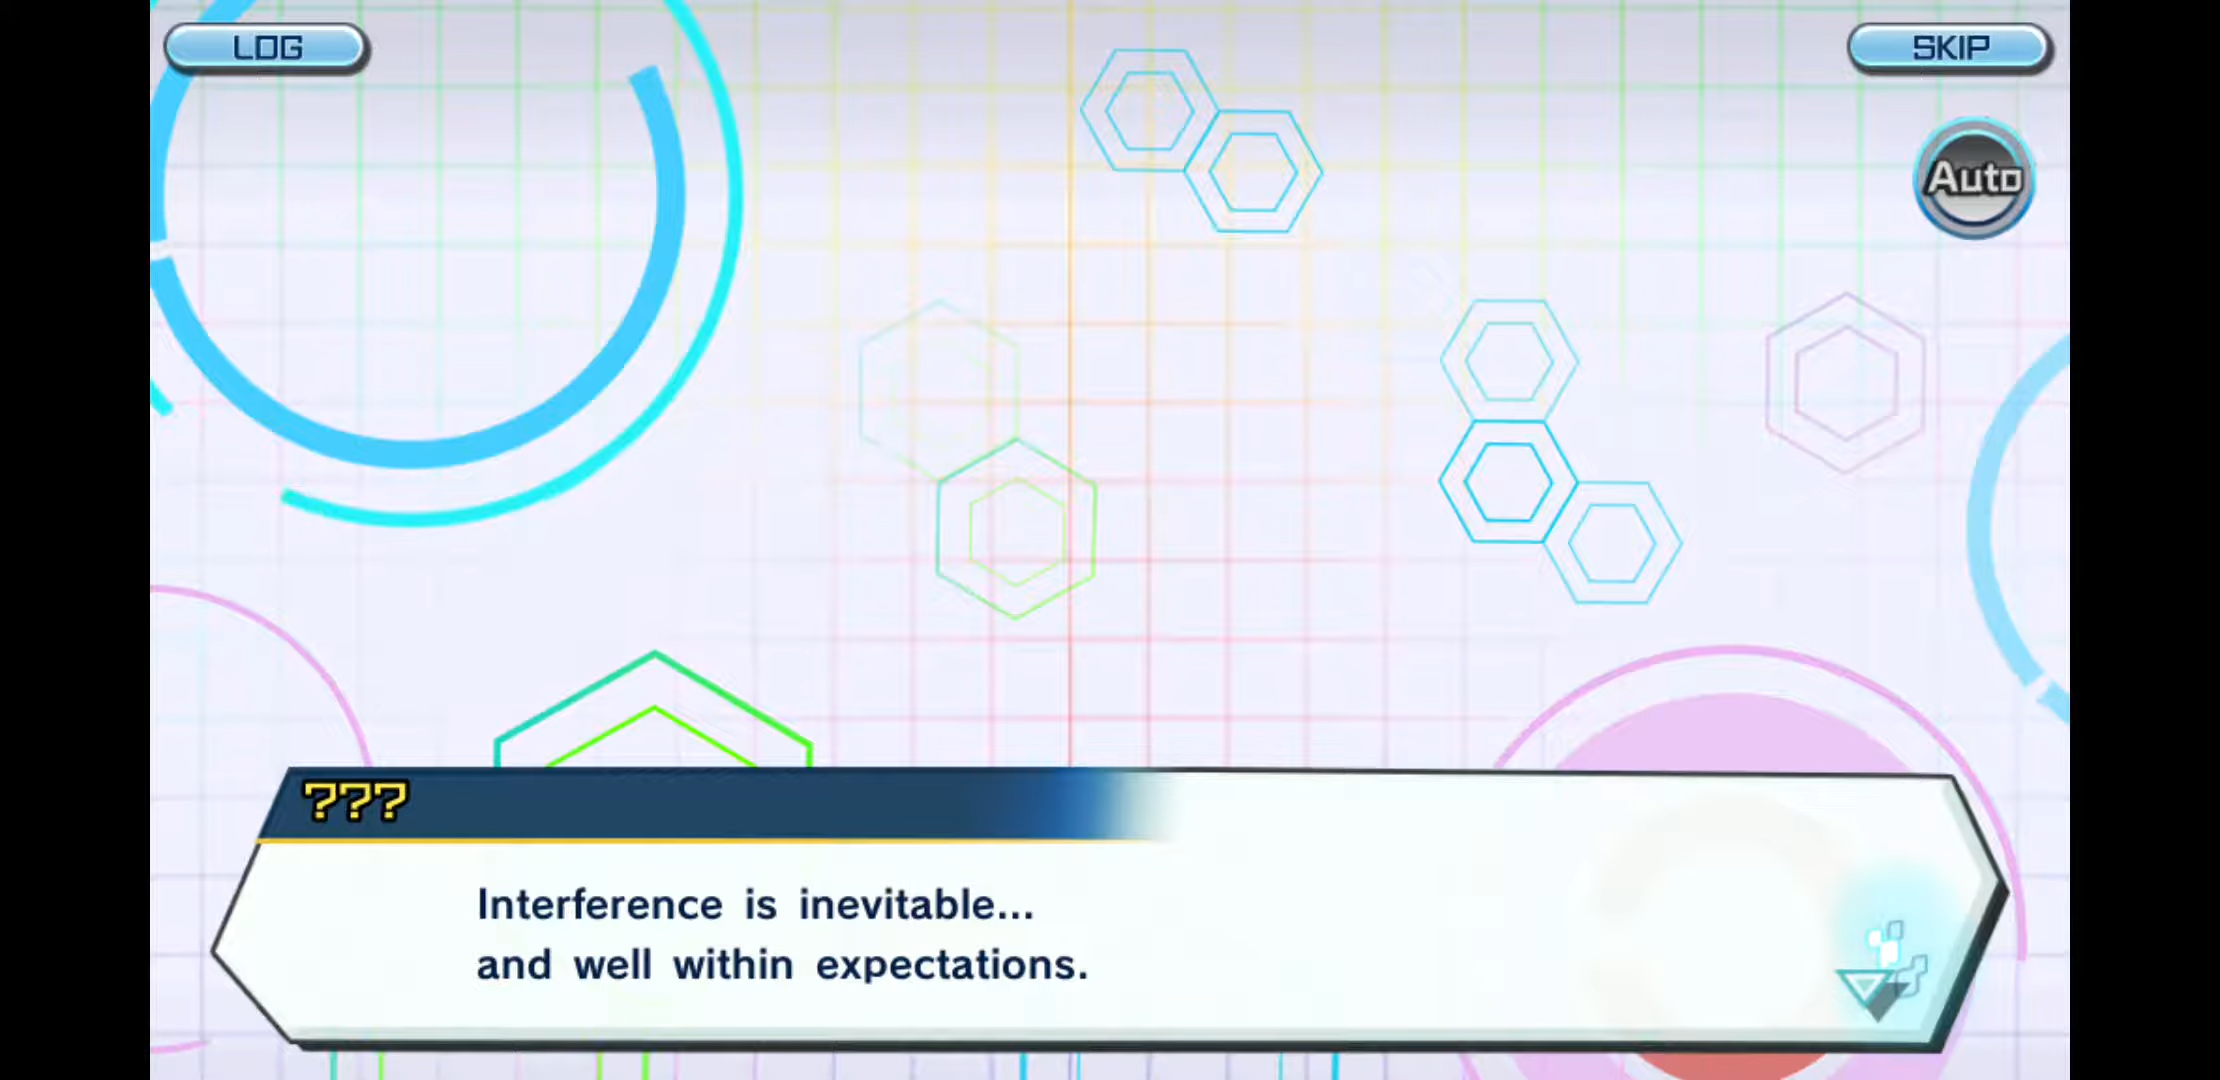 LOG
SKIP
Auto
???
Interference is inevitable...
and well within expectations.